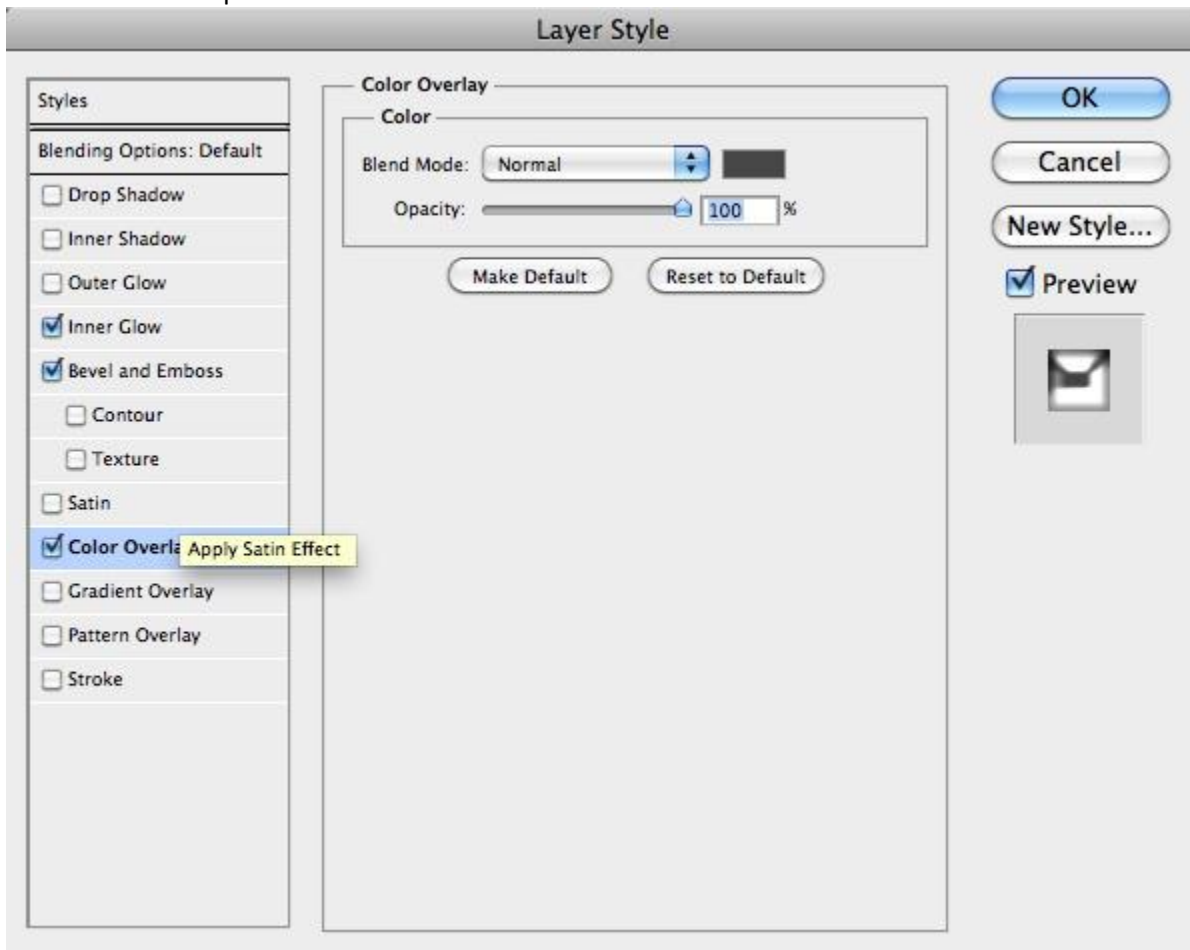 Layer Style
Styles
Blending Options: Default
Drop Shadow
Inner Shadow
Outer Glow
Inner Glow
Bevel and Emboss
Contour
Texture
Satin
Color Overla
Apply Satin Effect
Gradient Overlay
Pattern Overlay
Stroke
Color Overlay
Color
Blend Mode: Normal
Opacity: 100 %
Make Default Reset to Default
OK
Cancel
New Style...
Preview